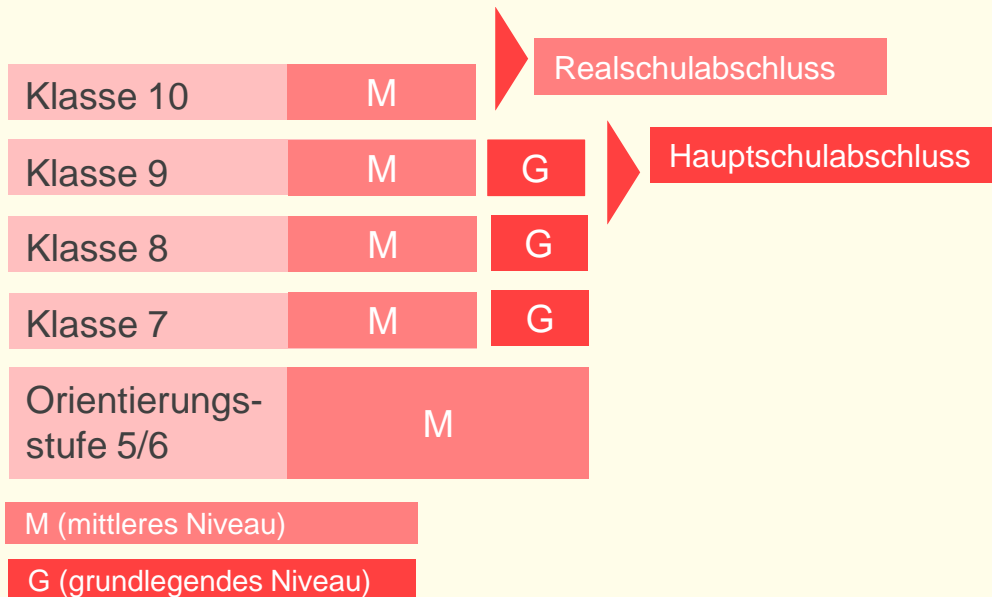 Realschulabschluss
Klasse 10
M
Klasse 9
M
G
Hauptschulabschluss
Klasse 8
M
G
Klasse 7
M
G
Orientierungs-
stufe 5/6
M
M (mittleres Niveau)
G (grundlegendes Niveau)